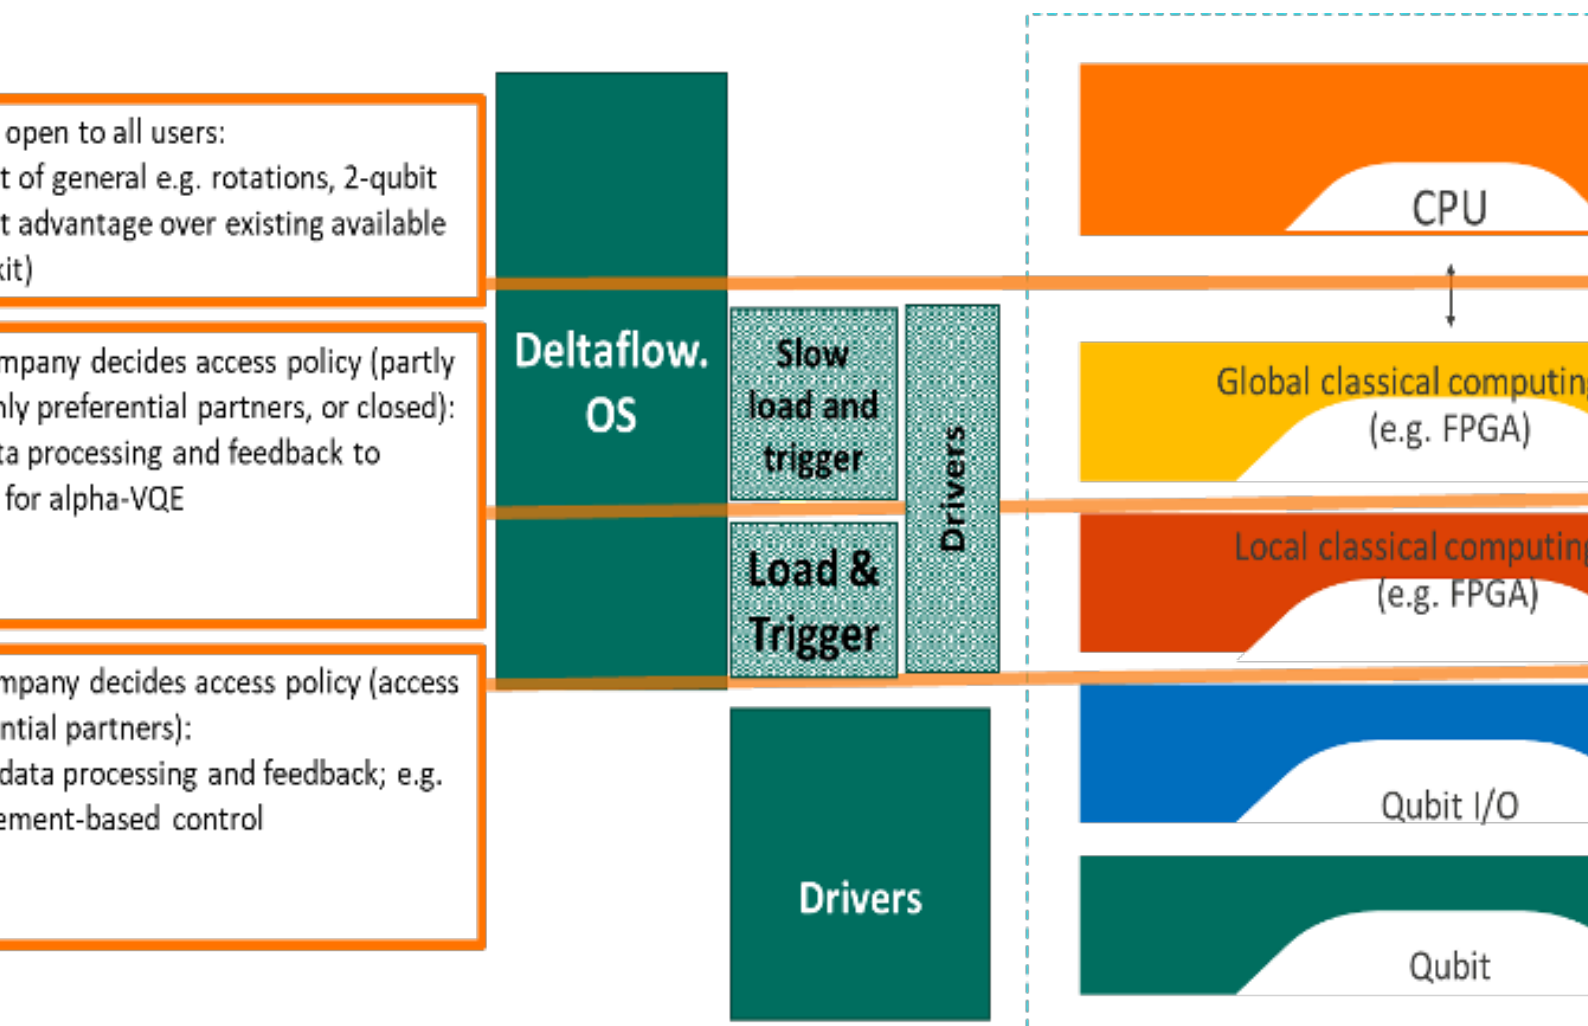 open to all users:
t of general e.g. rotations, 2-qubit
t advantage over existing available
kit)
mpany decides access policy (partly
nly preferential partners, or closed):
ta processing and feedback to
for alpha-VQE
mpany decides access policy (access
ential partners):
data processing and feedback; e.g.
ement-based control
Deltaflow.
OS
Slow
load and
trigger
Load &
Trigger
Drivers
Drivers
CPU
Global classical computing
(e.g. FPGA)
Local classical computing
(e.g. FPGA)
Qubit I/O
Qubit